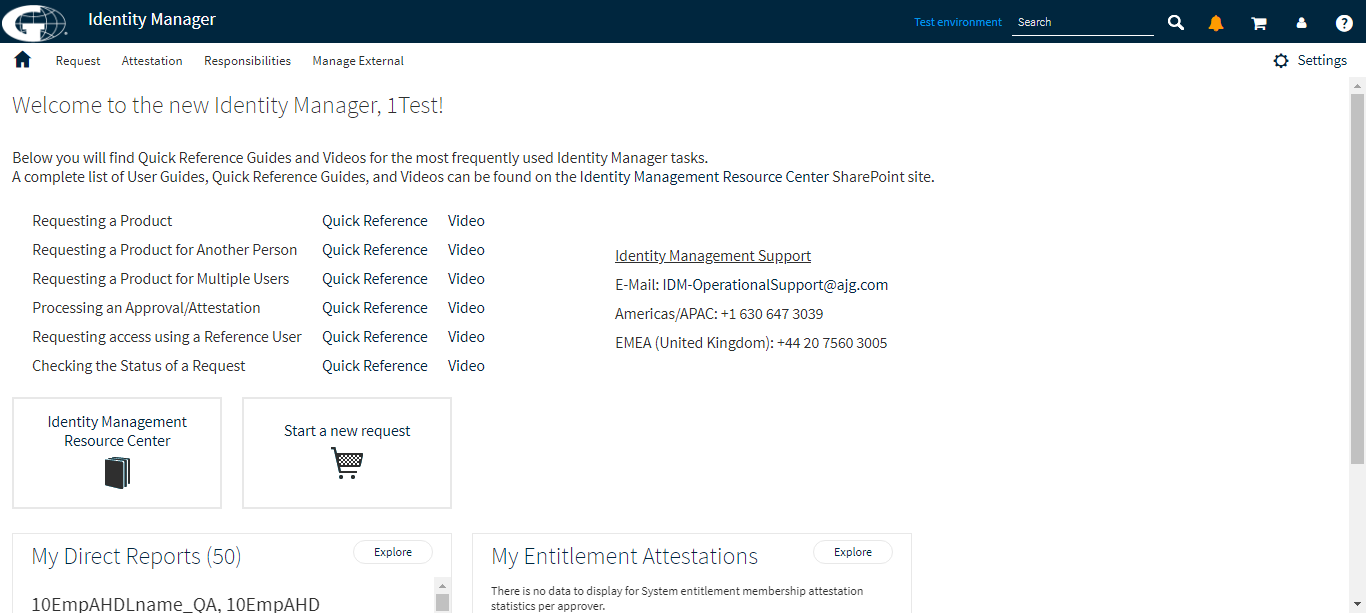 Identity Manager
Test environment Search
Request Attestation Responsibilities Manage External Settings
Welcome to the new Identity Manager, 1Test!
Below you will find Quick Reference Guides and Videos for the most frequently used Identity Manager tasks.
A complete list of User Guides, Quick Reference Guides, and Videos can be found on the Identity Management Resource Center SharePoint site.
Requesting a Product Quick Reference Video
Requesting a Product for Another Person Quick Reference Video
Requesting a Product for Multiple Users Quick Reference Video
Processing an Approval/Attestation Quick Reference Video
Requesting access using a Reference User Quick Reference Video
Checking the Status of a Request Quick Reference Video
Identity Management Support
E-Mail: IDM-OperationalSupport@ajg.com
Americas/APAC: +1 630 647 3039
EMEA (United Kingdom): +44 20 7560 3005
Identity Management
Resource Center
Start a new request
My Direct Reports (50) Explore
10EmpAHDLname_QA, 10EmpAHD
My Entitlement Attestations Explore
There is no data to display for System entitlement membership attestation
statistics per approver.